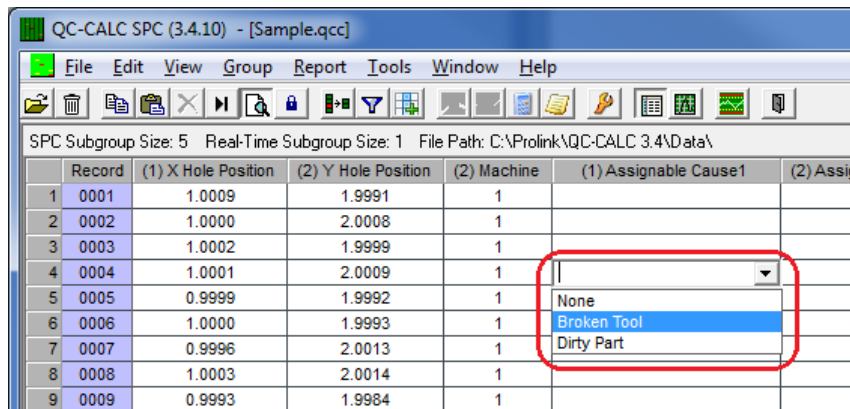 QC-CALC SPC (3.4.10) - [Sample.qcc]
File Edit View Group Report Tools Window Help
SPC Subgroup Size: 5 Real-Time Subgroup Size: 1 File Path: C:\Prolink\QC-CALC 3.4\Data\
Record (1) X Hole Position (2) Y Hole Position (2) Machine (1) Assignable Cause1 (2) Assi
1 0001 1.0009 1.9991 1
2 0002 1.0000 2.0008 1
3 0003 1.0002 1.9999 1
4 0004 1.0001 2.0009 1
5 0005 0.9999 1.9992 1 None
6 0006 1.0000 1.9993 1 Broken Tool
7 0007 0.9996 2.0013 1 Dirty Part
8 0008 1.0003 2.0014 1
9 0009 0.9993 1.9984 1